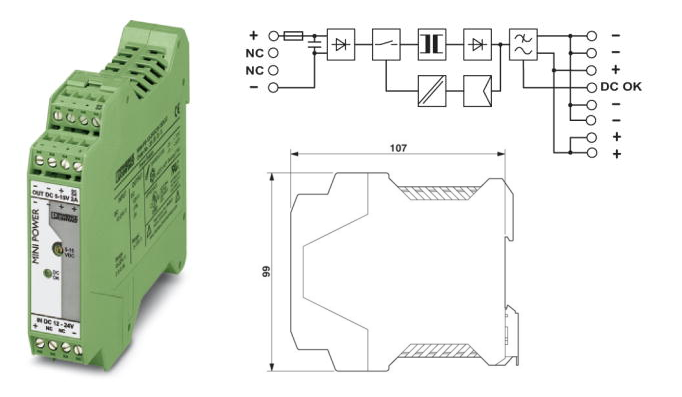 +
NC
NC
−
−
−
+
DC OK
−
−
+
+
107
99
− − +
OUT DC 5-15V 2A
− − + +
MINI POWER
5-15
VDC
DC
OK
IN DC 12 - 24V
+ NC NC −